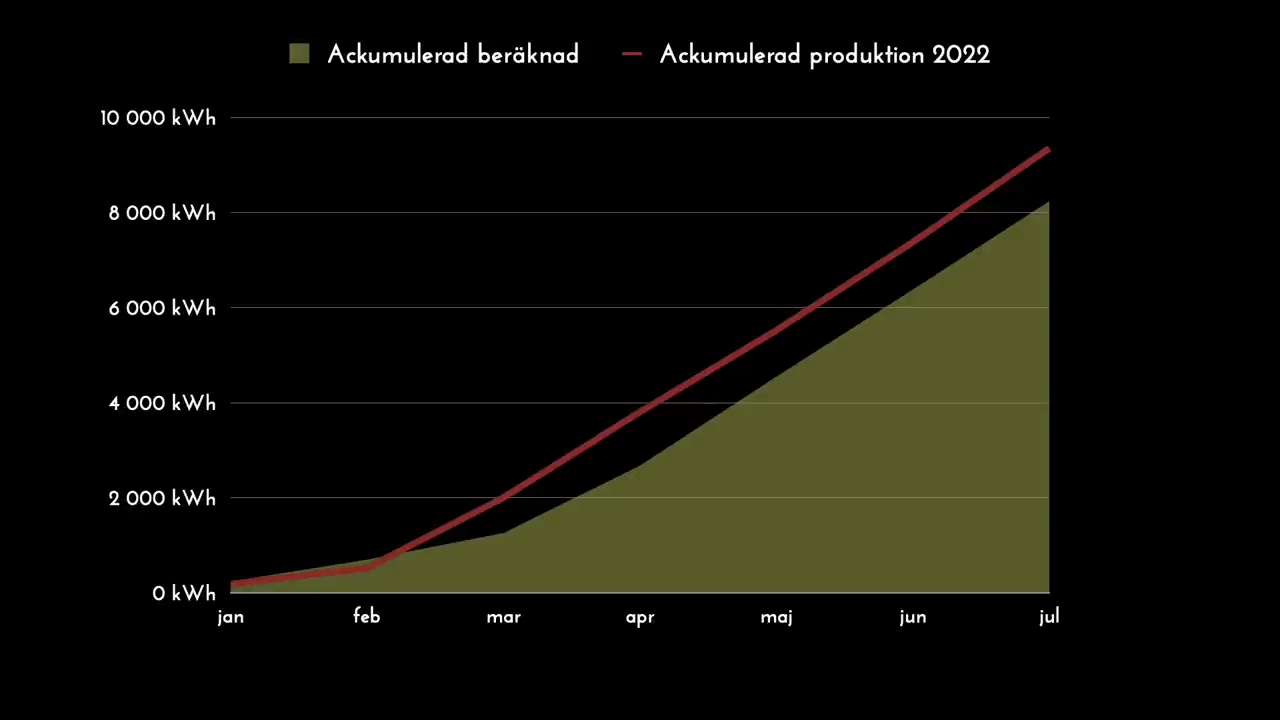 Ackumulerad beräknad
Ackumulerad produktion 2022
10 000 kWh
8 000 kWh
6 000 kWh
4 000 kWh
2 000 kWh
0 kWh
jan feb mar apr maj jun jul